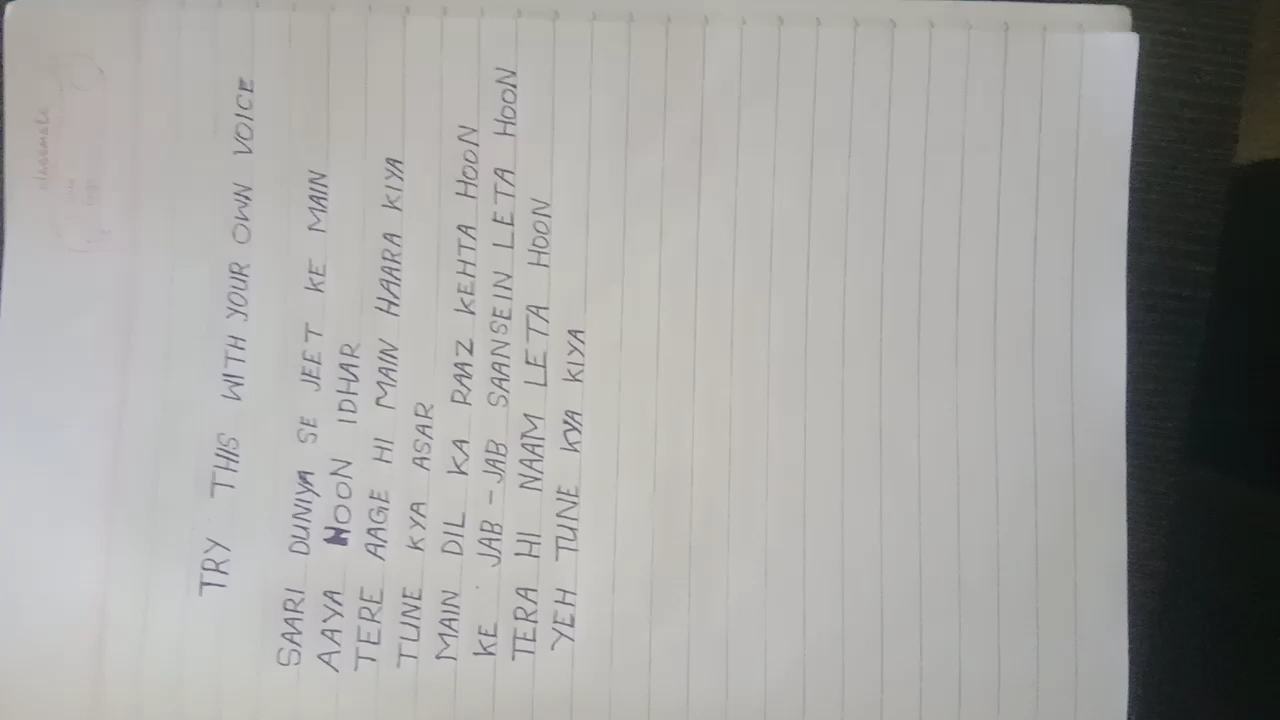 classmate
TRY THIS WITH YOUR OWN VOICE
SAARI DUNIYA SE JEET KE MAIN
AAYA HOON IDHAR
TERE AAGE HI MAIN HAARA KIYA
TUNE KYA ASAR
MAIN DIL KA RAAZ KEHTA HOON
KE JAB - JAB SAANSEIN LETA HOON
TERA HI NAAM LETA HOON
YEH TUNE KYA KIYA